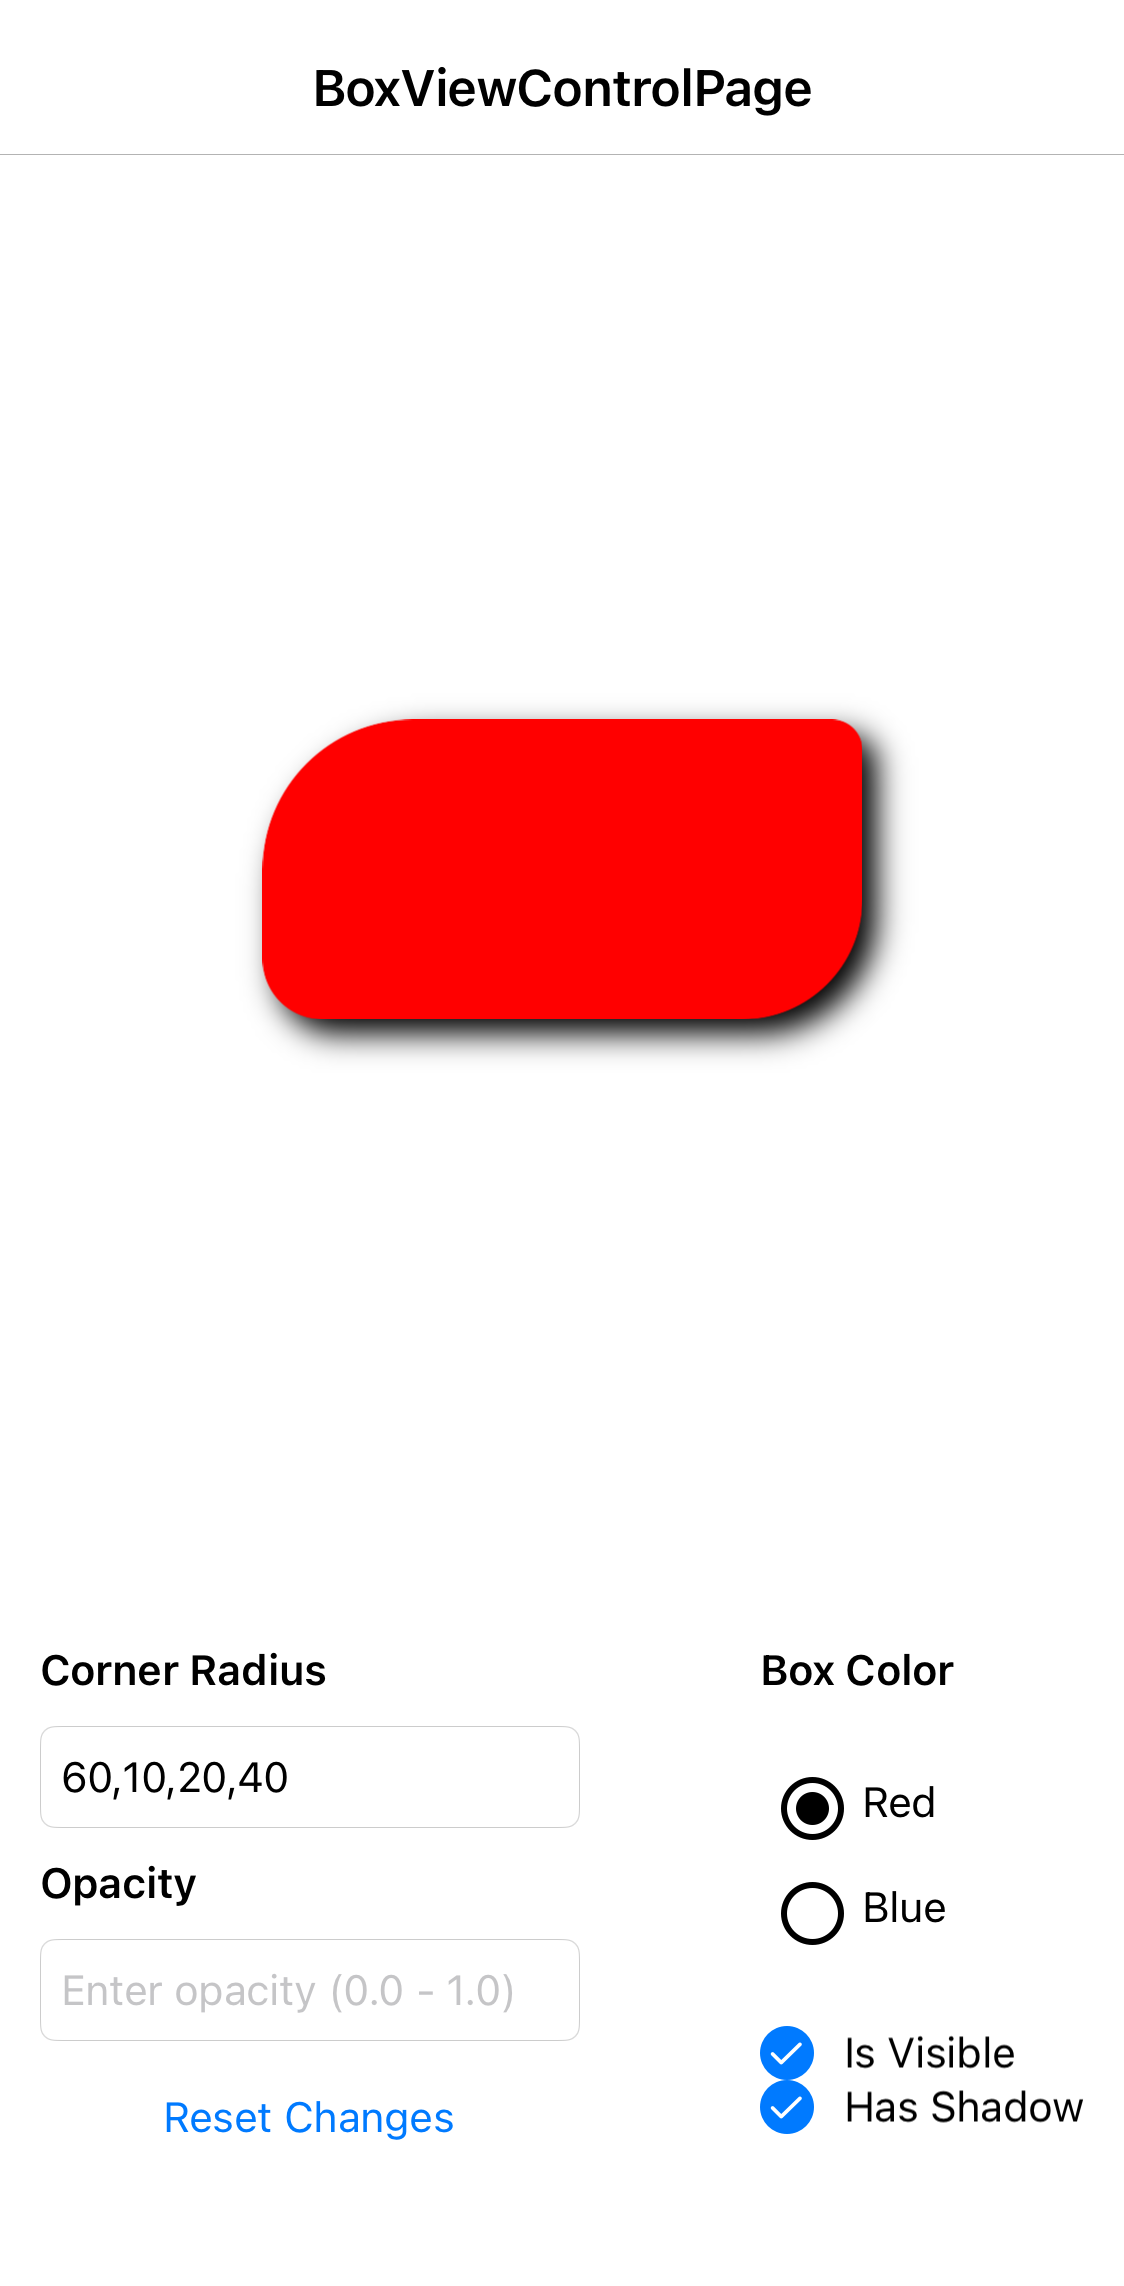 BoxViewControlPage
Corner Radius
60,10,20,40
Opacity
Enter opacity (0.0 - 1.0)
Reset Changes
Box Color
Red
Blue
Is Visible
Has Shadow